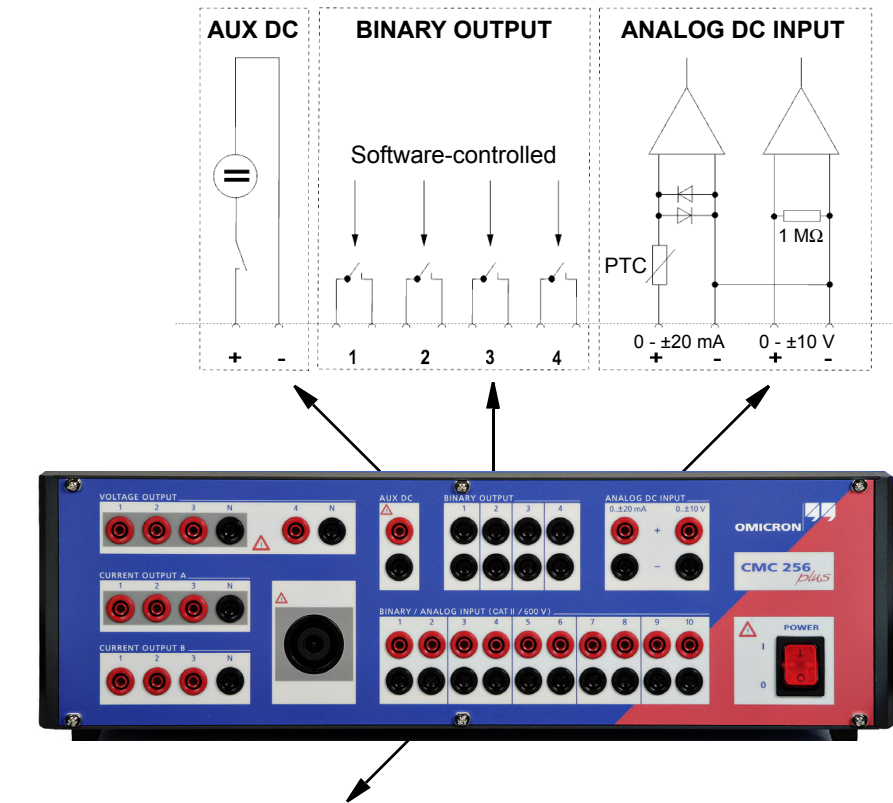 AUX DC
BINARY OUTPUT
ANALOG DC INPUT
Software-controlled
1 MΩ
PTC
0 - ±20 mA 0 - ±10 V
+ - 1 2 3 4 + - + -
VOLTAGE OUTPUT
1 2 3 N 4 N
AUX DC
BINARY OUTPUT
1 2 3 4
ANALOG DC INPUT
0..±20 mA 0..±10 V
+
−
OMICRON
CMC 256
plus
CURRENT OUTPUT A
1 2 3 N
CURRENT OUTPUT B
1 2 3 N
BINARY / ANALOG INPUT (CAT II / 600 V)
1 2 3 4 5 6 7 8 9 10
POWER
I
0